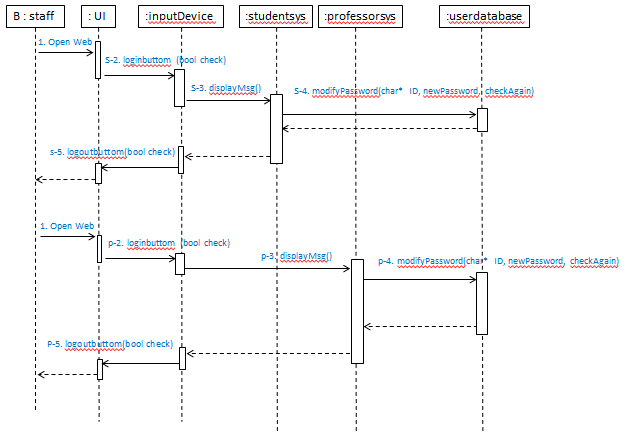 B : staff
: UI
:inputDevice
:studentsys
:professorsys
:userdatabase
1. Open Web
S-2. loginbuttom (bool check)
S-3. displayMsg()
S-4. modifyPassword(char* ID, newPassword, checkAgain)
s-5. logoutbuttom(bool check)
1. Open Web
p-2. loginbuttom (bool check)
p-3. displayMsg()
p-4. modifyPassword(char* ID, newPassword, checkAgain)
P-5. logoutbuttom(bool check)